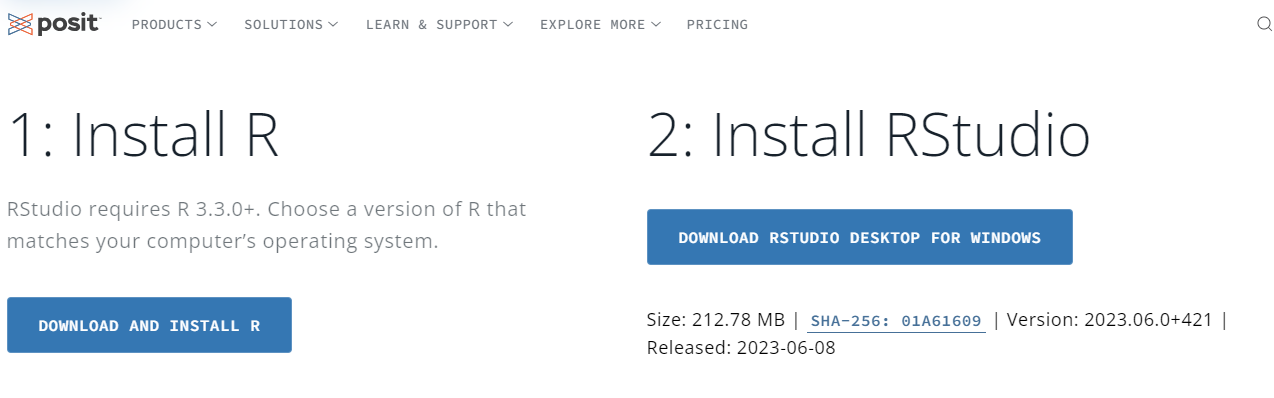 posit
PRODUCTS
SOLUTIONS
LEARN & SUPPORT
EXPLORE MORE
PRICING
1: Install R
RStudio requires R 3.3.0+. Choose a version of R that
matches your computer’s operating system.
DOWNLOAD AND INSTALL R
2: Install RStudio
DOWNLOAD RSTUDIO DESKTOP FOR WINDOWS
Size: 212.78 MB | SHA-256: 01A61609 | Version: 2023.06.0+421 |
Released: 2023-06-08